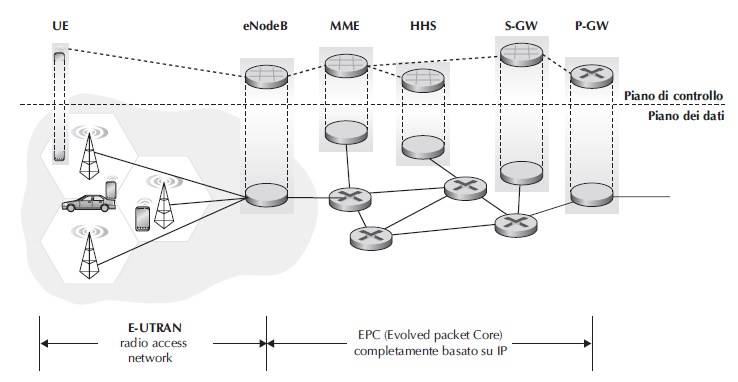 UE
eNodeB
MME
HHS
S-GW
P-GW
Piano di controllo
Piano dei dati
E-UTRAN
radio access
network
EPC (Evolved packet Core)
completamente basato su IP